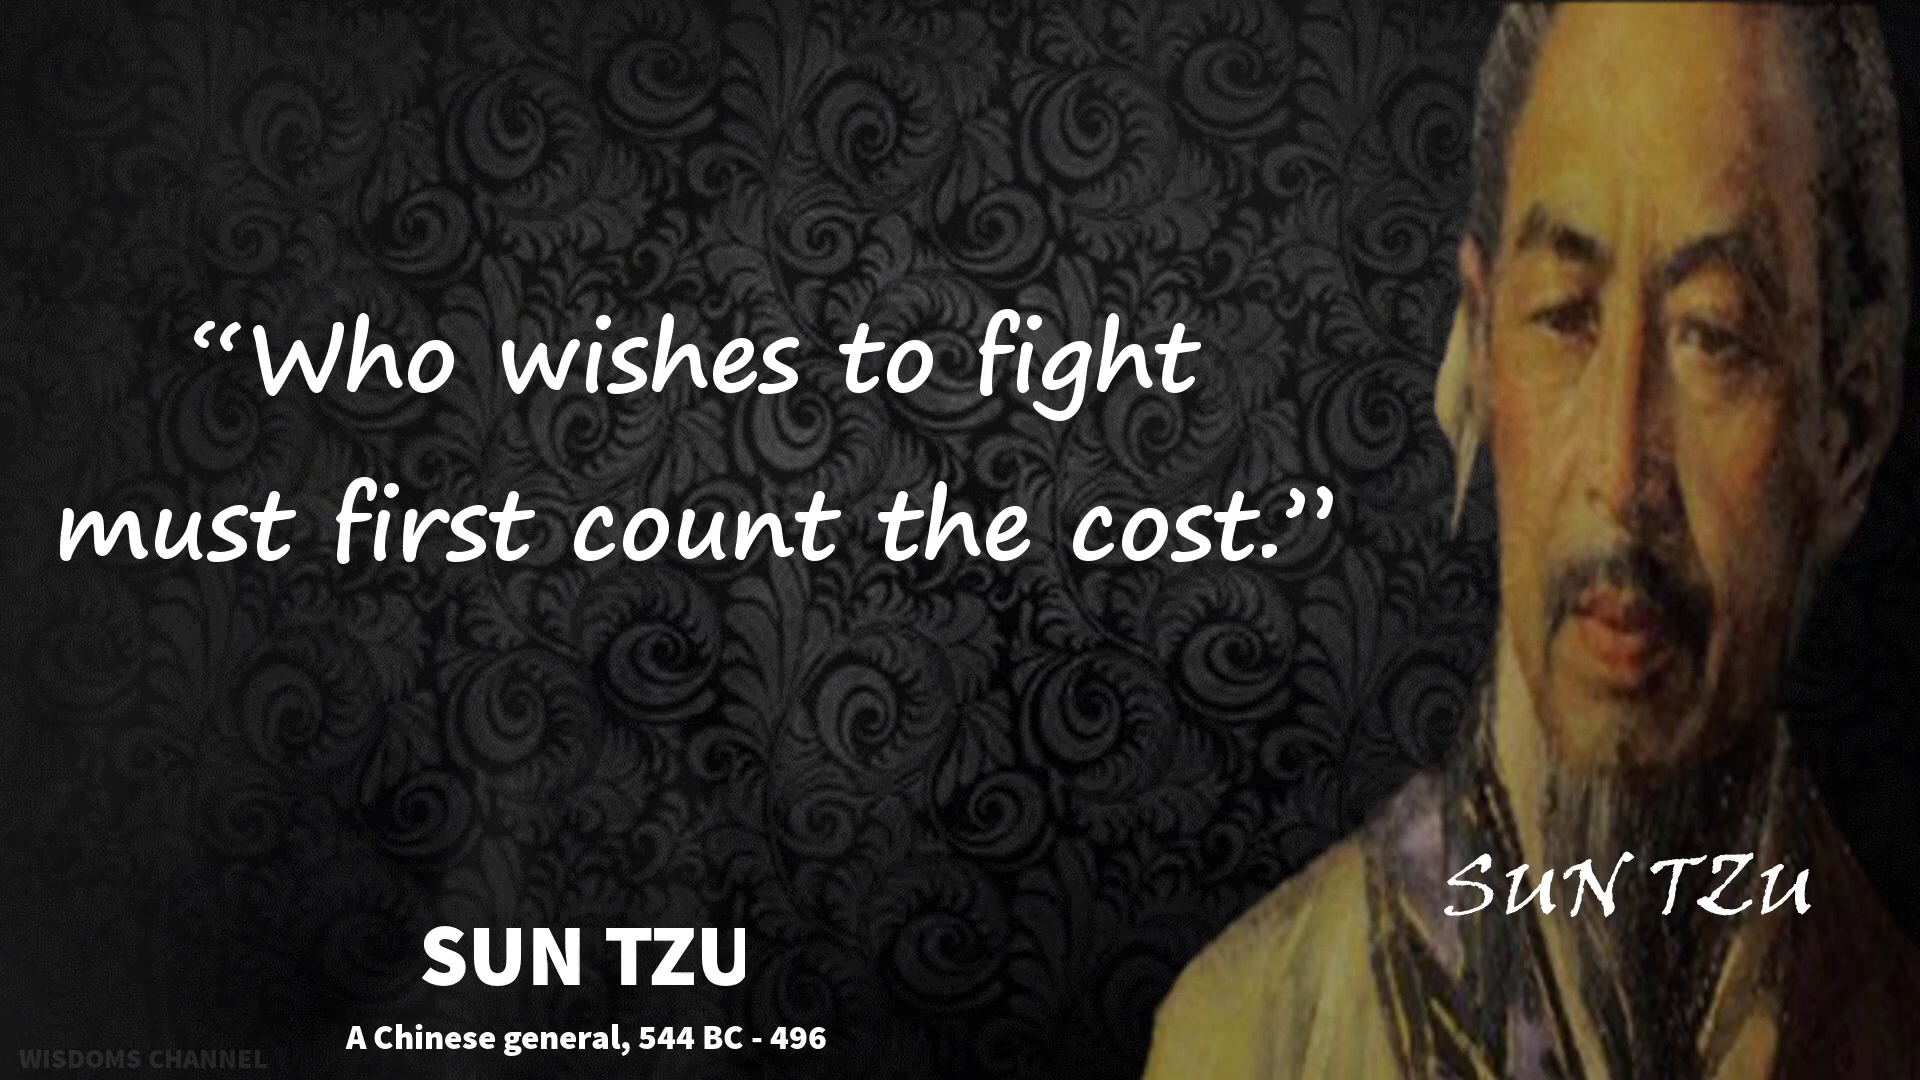 “Who wishes to fight
must first count the cost.”
SUN TZU
SUN TZU
A Chinese general, 544 BC - 496
WISDOMS CHANNEL